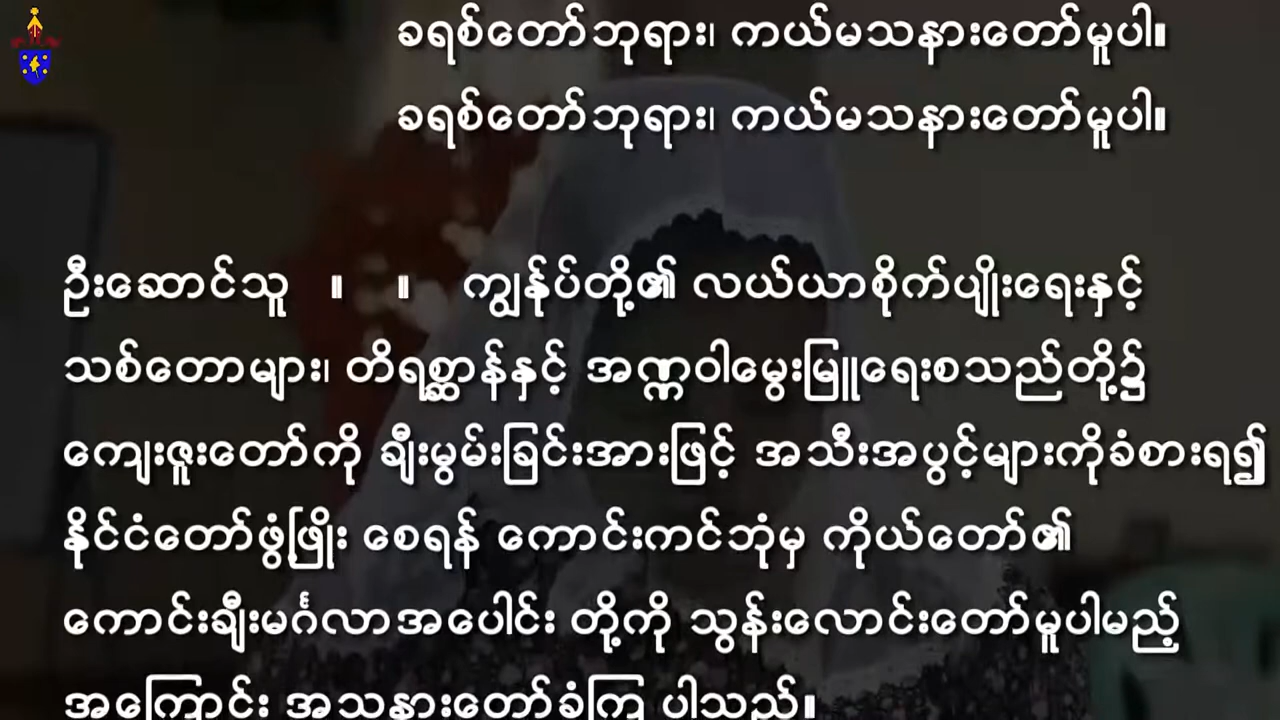 ခရစ်တော်ဘုရား၊ ကယ်မသနားတော်မူပါ။
ခရစ်တော်ဘုရား၊ ကယ်မသနားတော်မူပါ။
ဦးဆောင်သူ ။ ။ ကျွန်ုပ်တို့၏ လယ်ယာစိုက်ပျိုးရေးနှင့်
သစ်တောများ၊ တိရစ္ဆာန်နှင့် အဏ္ဏဝါမွေးမြူရေးစသည်တို့၌
ကျေးဇူးတော်ကို ချီးမွမ်းခြင်းအားဖြင့် အသီးအပွင့်များကိုခံစားရ၍
နိုင်ငံတော်ဖွံ့ဖြိုး စေရန် ကောင်းကင်ဘုံမှ ကိုယ်တော်၏
ကောင်းချီးမင်္ဂလာအပေါင်း တို့ကို သွန်းလောင်းတော်မူပါမည့်
အကြောင်း အသနားတော်ခံကြ ပါသည်။